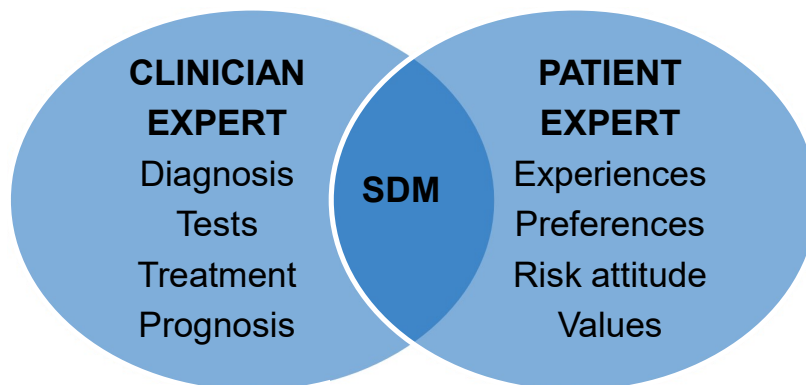 CLINICIAN
EXPERT
Diagnosis
Tests
Treatment
Prognosis
SDM
PATIENT
EXPERT
Experiences
Preferences
Risk attitude
Values